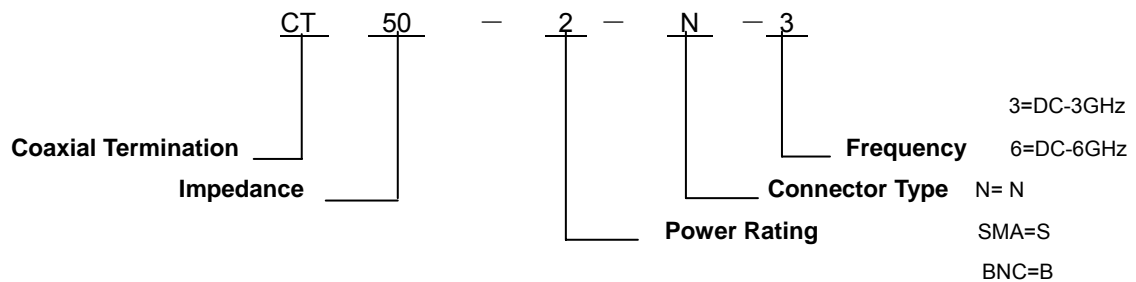 CT 50 — 2 — N — 3
3=DC-3GHz
Coaxial Termination Frequency 6=DC-6GHz
Impedance Connector Type N= N
Power Rating SMA=S
BNC=B